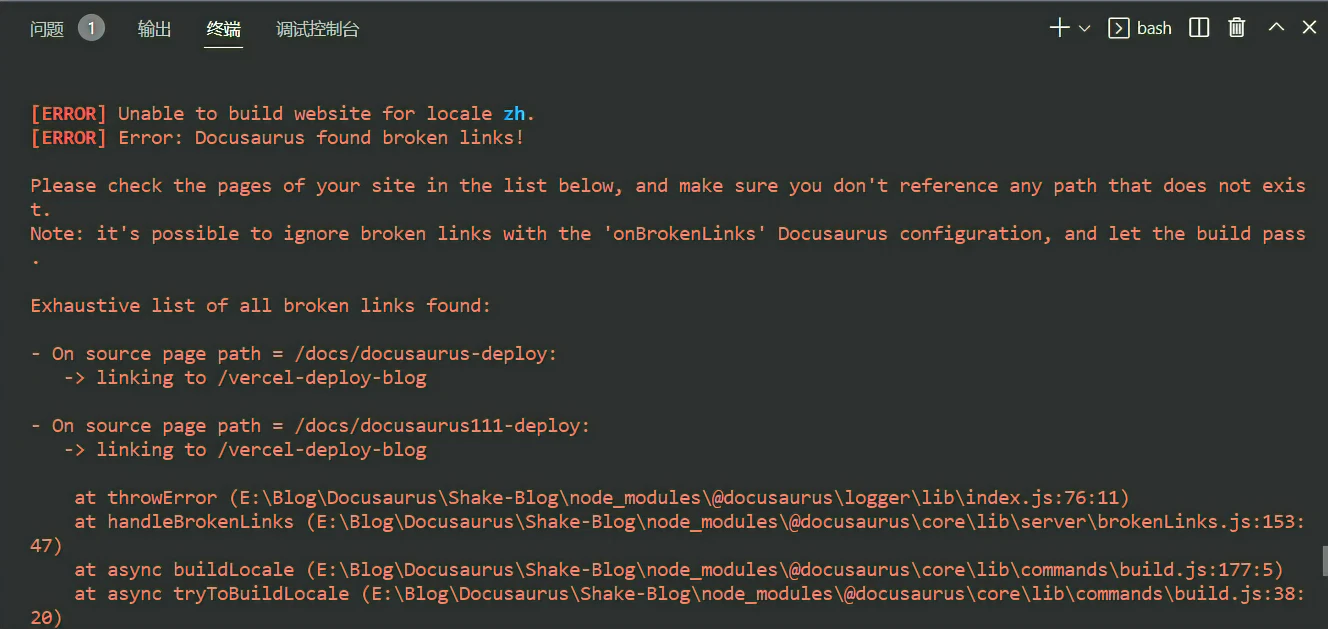 问题 1 输出 终端 调试控制台 bash
[ERROR] Unable to build website for locale zh.
[ERROR] Error: Docusaurus found broken links!
Please check the pages of your site in the list below, and make sure you don't reference any path that does not exis
t.
Note: it's possible to ignore broken links with the 'onBrokenLinks' Docusaurus configuration, and let the build pass
.
Exhaustive list of all broken links found:
- On source page path = /docs/docusaurus-deploy:
-> linking to /vercel-deploy-blog
- On source page path = /docs/docusaurus111-deploy:
-> linking to /vercel-deploy-blog
at throwError (E:\Blog\Docusaurus\Shake-Blog\node_modules\@docusaurus\logger\lib\index.js:76:11)
at handleBrokenLinks (E:\Blog\Docusaurus\Shake-Blog\node_modules\@docusaurus\core\lib\server\brokenLinks.js:153:
47)
at async buildLocale (E:\Blog\Docusaurus\Shake-Blog\node_modules\@docusaurus\core\lib\commands\build.js:177:5)
at async tryToBuildLocale (E:\Blog\Docusaurus\Shake-Blog\node_modules\@docusaurus\core\lib\commands\build.js:38:
20)